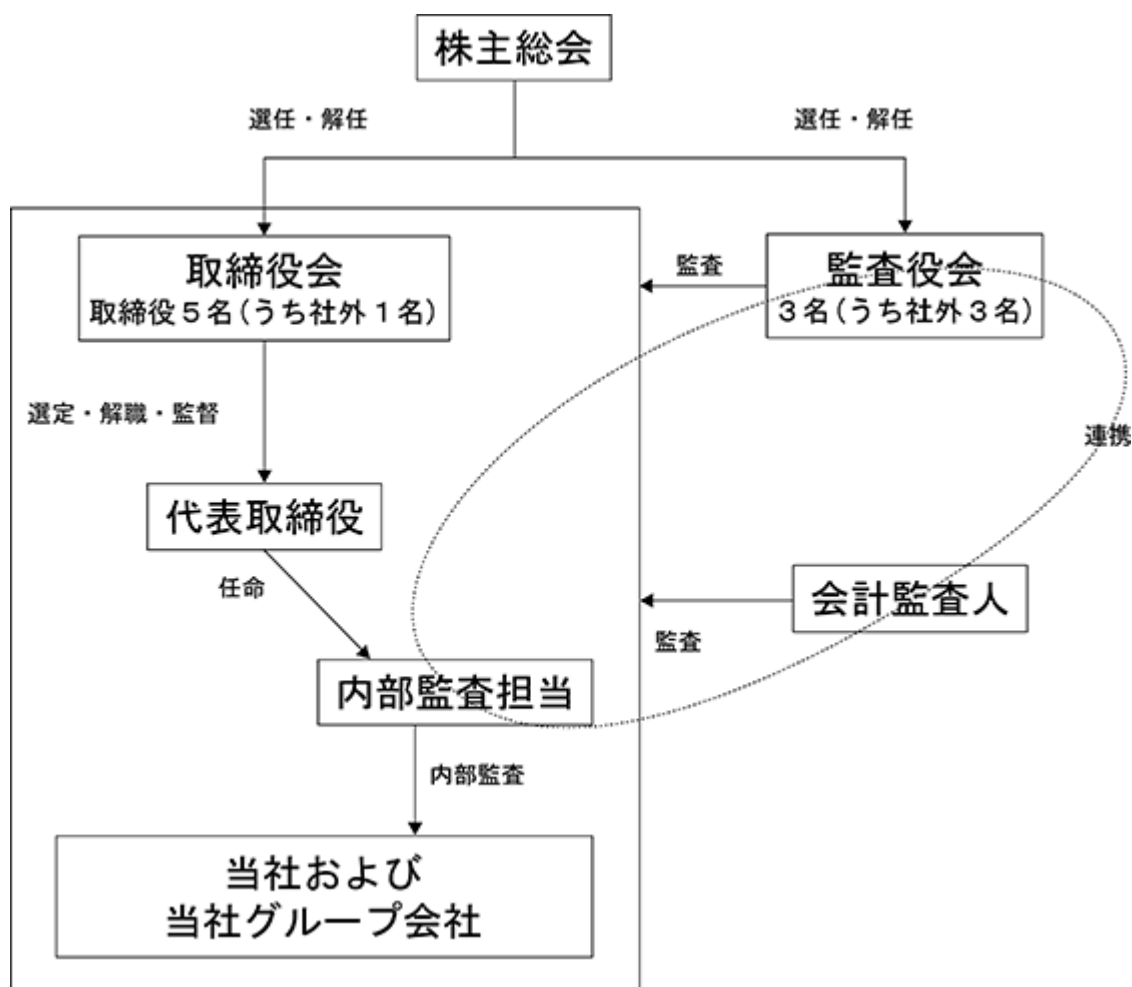 株主総会
選任・解任
選任・解任
取締役会
取締役5名(うち社外1名)
監査
監査役会
3名(うち社外3名)
選定・解職・監督
連携
代表取締役
任命
会計監査人
監査
内部監査担当
内部監査
当社および
当社グループ会社